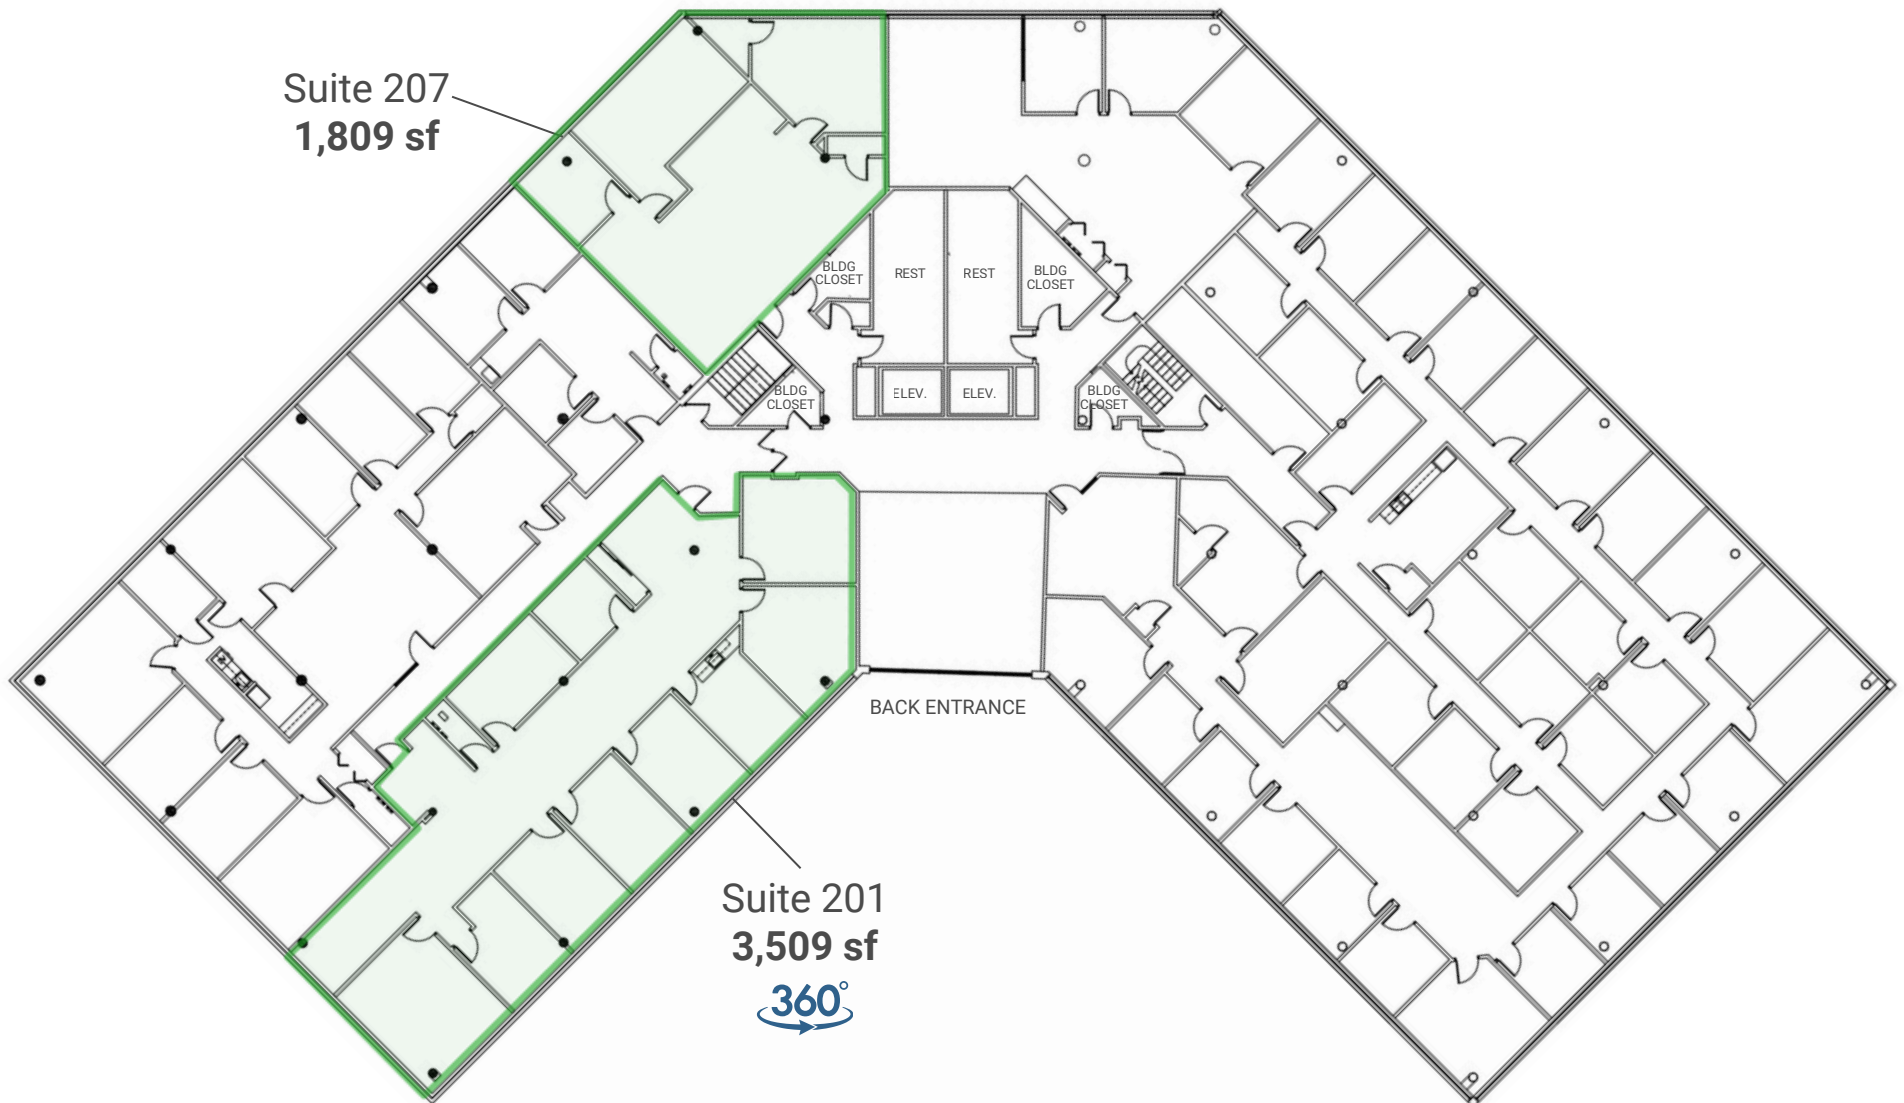 Suite 207
1,809 sf
BLDG
CLOSET
REST
REST
BLDG
CLOSET
BLDG
CLOSET
ELEV.
ELEV.
BLDG
CLOSET
BACK ENTRANCE
Suite 201
3,509 sf
360°